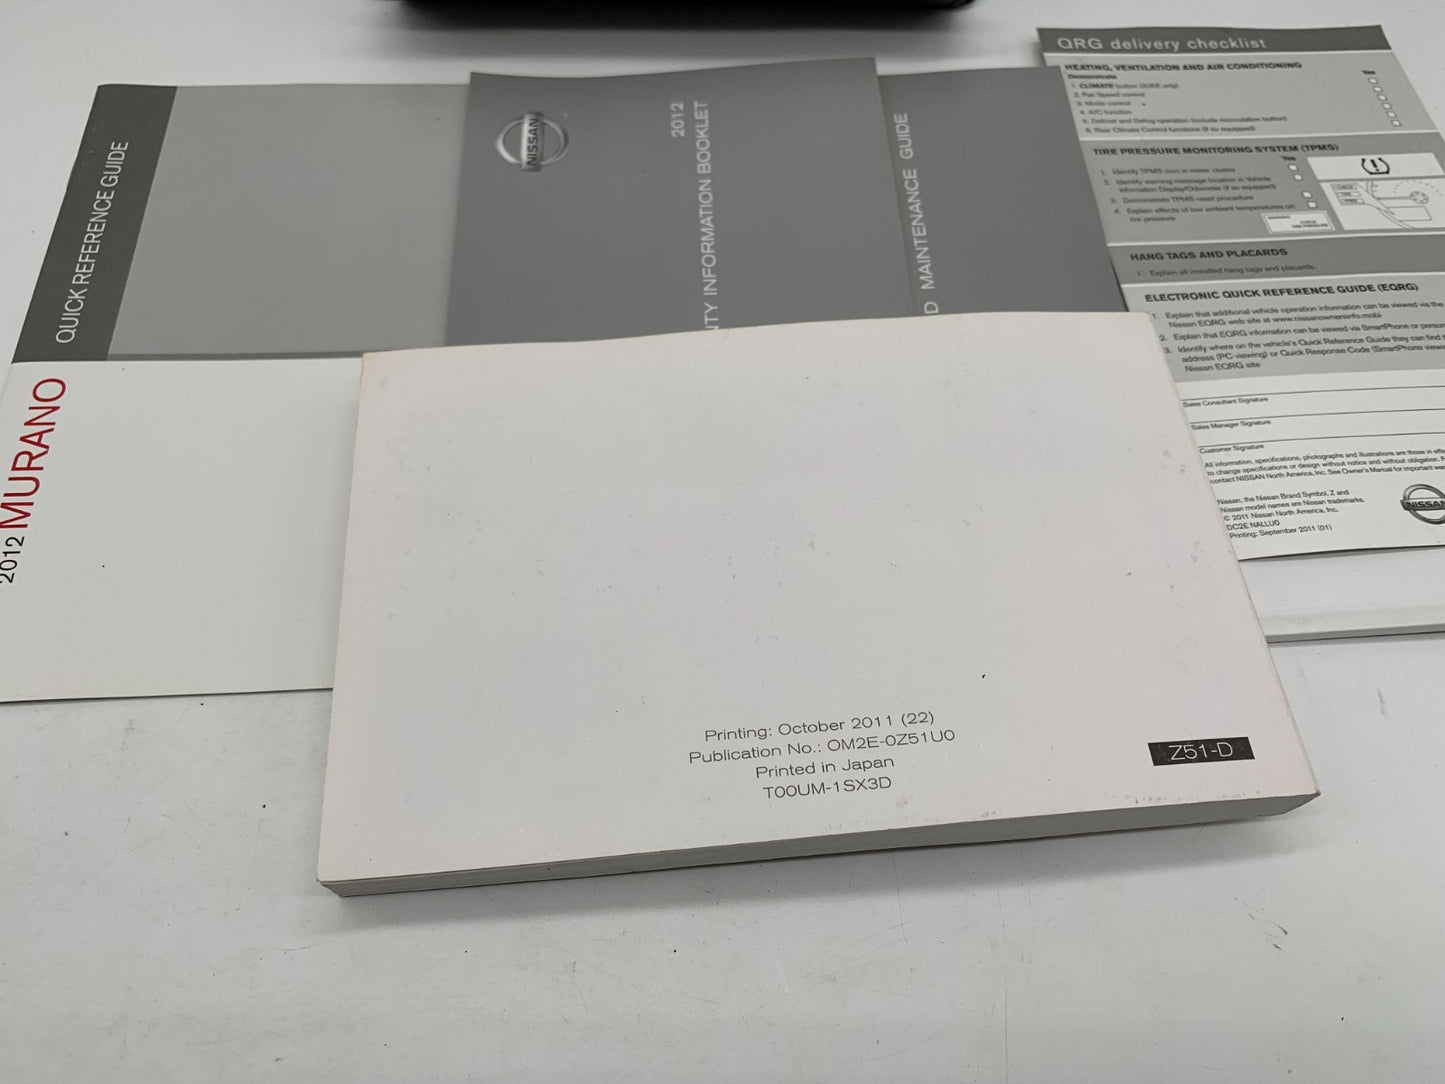 QUICK REFERENCE GUIDE
2012 MURANO
NISSAN
2012
NTY INFORMATION BOOKLET
D MAINTENANCE GUIDE
QRG delivery checklist
HEATING, VENTILATION AND AIR CONDITIONING
Demonstrate
Yes
1. CLIMATE button (JUKE only)
2. Fan Speed control
3. Mode control
4. A/C function
5. Defrost and Defog operation (include recirculation button)
6. Rear Climate Control functions (if so equipped)
TIRE PRESSURE MONITORING SYSTEM (TPMS)
Yes
1. Identify TPMS icon in meter cluster
2. Identify warning message location in Vehicle
Information Display/Odometer (if so equipped)
3. Demonstrate TPMS reset procedure
4. Explain effects of low ambient temperatures on
tire pressure
CHECK
TIRE PRESSURE
HANG TAGS AND PLACARDS
1. Explain all installed hang tags and placards.
ELECTRONIC QUICK REFERENCE GUIDE (EQRG)
1. Explain that additional vehicle operation information can be viewed via the
Nissan EQRG web site at www.nissanownersinfo.mobi
2. Explain that EQRG information can be viewed via SmartPhone or
3. Identify where on the vehicle's Quick Reference Guide they can find
address (PC viewing) or Quick Response Code (SmartPhone
Nissan EQRG site
Sales Consultant Signature
Sales Manager Signature
Customer Signature
All information, specifications, photographs and illustrations are those in
to change specifications or design without notice and without obligation.
contact NISSAN North America, Inc. See Owner's Manual for important
Nissan, the Nissan Brand Symbol, Z and
Nissan model names are Nissan trademarks.
© 2011 Nissan North America, Inc.
DC2E NALLU0
Printing: September 2011 (01)
NISSAN
Printing: October 2011 (22)
Publication No.: OM2E-0Z51U0
Printed in Japan
T00UM-1SX3D
Z51-D